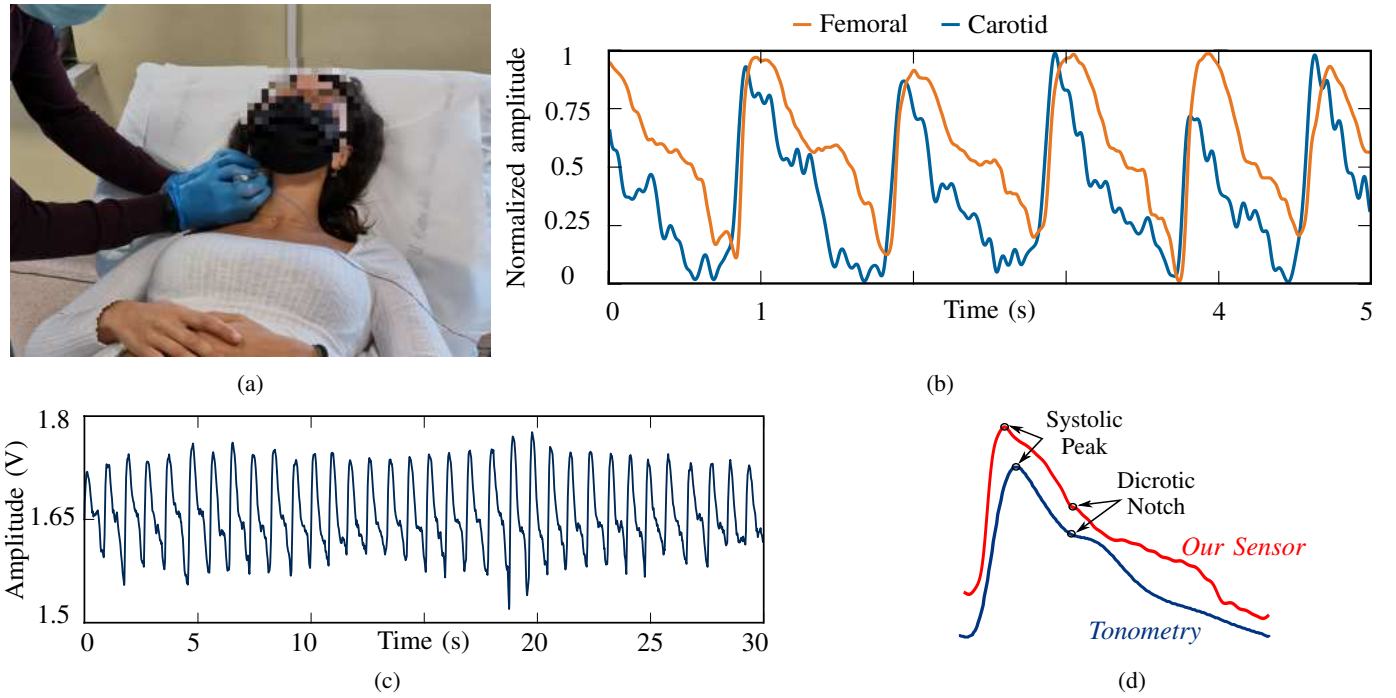 Femoral Carotid
Normalized amplitude
1
0.75
0.5
0.25
0
0 1 Time (s) 4 5
(a)
(b)
Amplitude (V)
1.8
1.65
1.5
0 5 10 Time (s) 20 25 30
(c)
Systolic
Peak
Dicrotic
Notch
Our Sensor
Tonometry
(d)